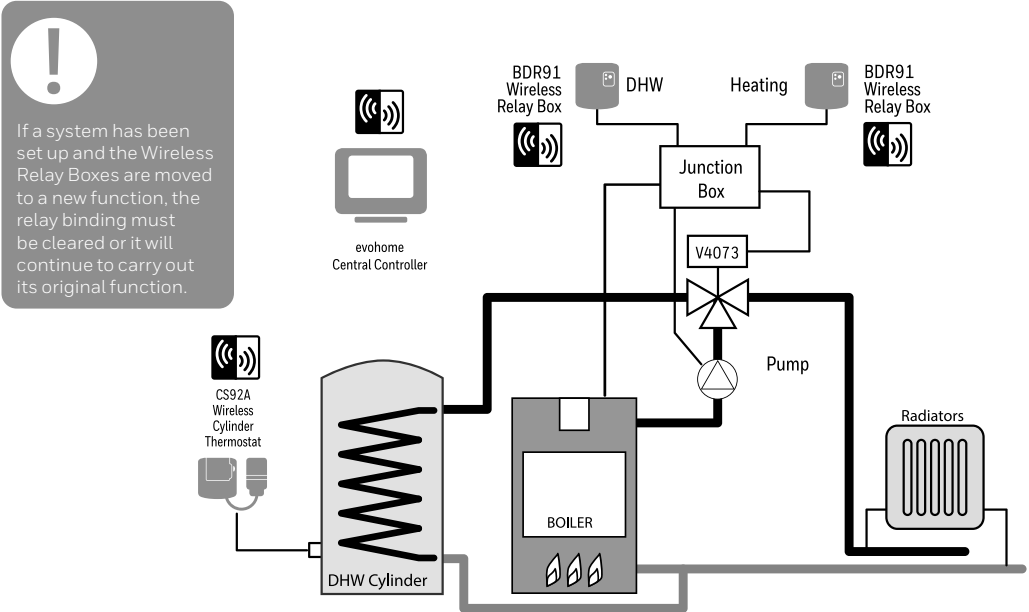 !
If a system has been
set up and the Wireless
Relay Boxes are moved
to a new function, the
relay binding must
be cleared or it will
continue to carry out
its original function.
evohome
Central Controller
BDR91
Wireless
Relay Box
DHW
Heating
BDR91
Wireless
Relay Box
Junction
Box
V4073
Pump
CS92A
Wireless
Cylinder
Thermostat
DHW Cylinder
BOILER
Radiators